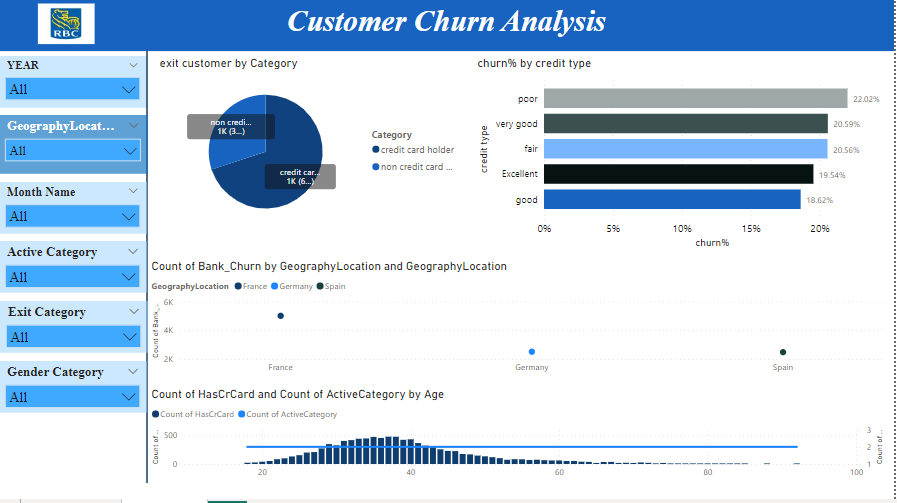 RBC
Customer Churn Analysis
YEAR
All
GeographyLocat...
All
Month Name
All
Active Category
All
Exit Category
All
Gender Category
All
exit customer by Category
non credi...
1K (3...)
credit car...
1K (6...)
Category
credit card holder
non credit card ...
churn% by credit type
credit type
poor
22.02%
very good
20.59%
fair
20.56%
Excellent
19.54%
good
18.62%
0%
5%
10%
15%
20%
churn%
Count of Bank_Churn by GeographyLocation and GeographyLocation
GeographyLocation France Germany Spain
Count of Bank_...
6K
4K
2K
France
Germany
Spain
Count of HasCrCard and Count of ActiveCategory by Age
Count of HasCrCard Count of ActiveCategory
Count of...
500
0
20
40
60
80
100
3
2
1
Count of...